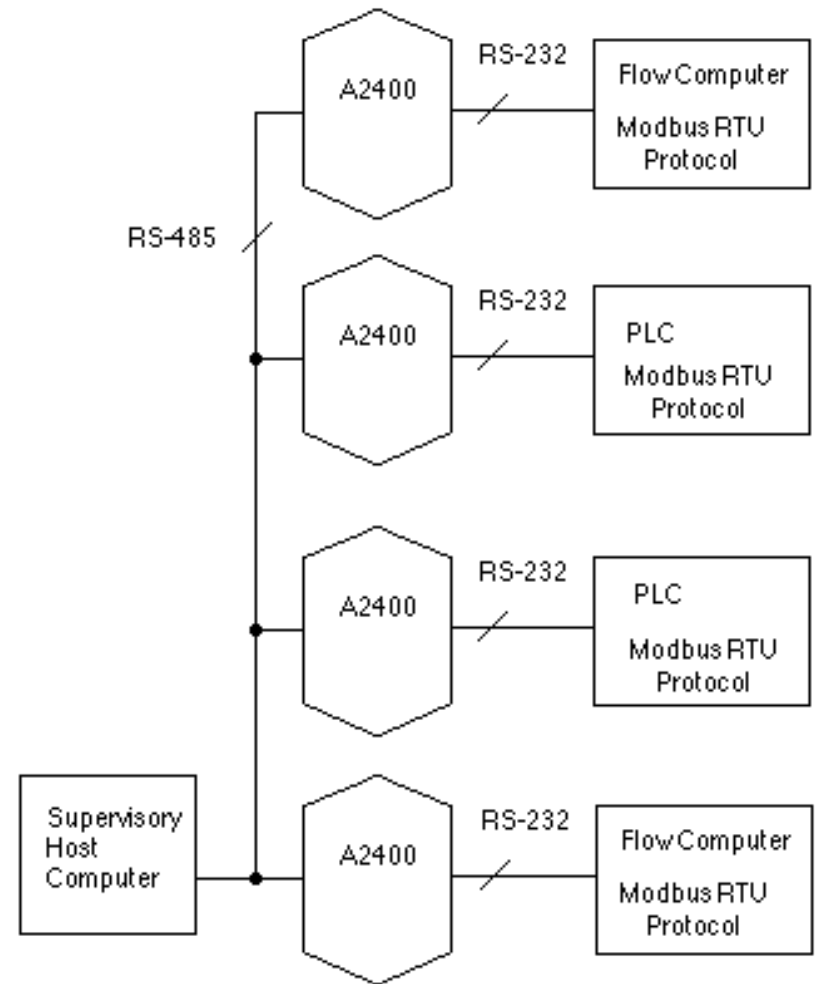 A2400
RS-232
Flow Computer
Modbus RTU
Protocol
RS-485
A2400
RS-232
PLC
Modbus RTU
Protocol
A2400
RS-232
PLC
Modbus RTU
Protocol
Supervisory
Host
Computer
A2400
RS-232
Flow Computer
Modbus RTU
Protocol